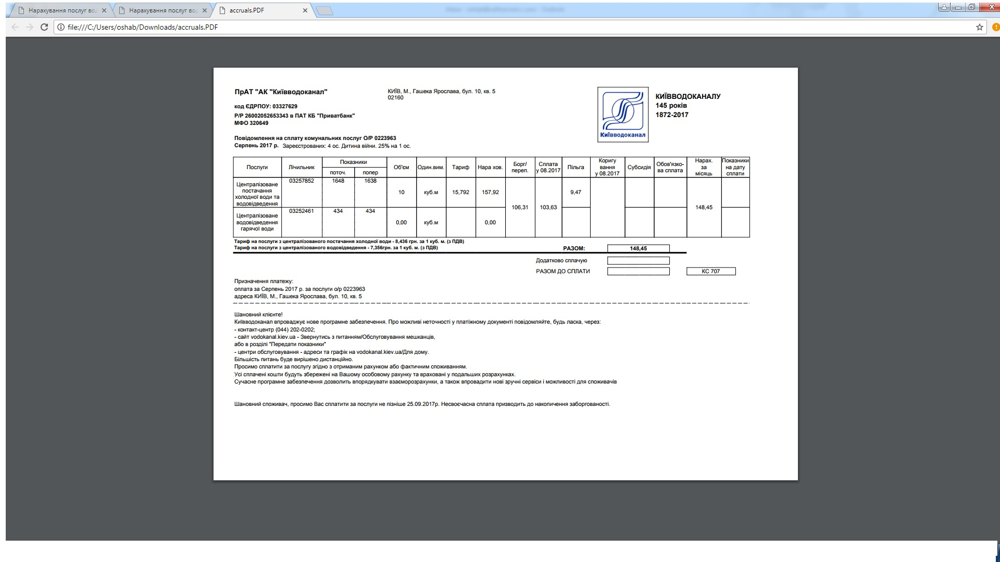 Нарахування послуг вод
Нарахування послуг вод
accruals.PDF
file:///C:/Users/oshab/Downloads/accruals.PDF
ПрАТ "АК "Київводоканал"
КИЇВ, М., Гашека Ярослава, бул. 10, кв. 5
02160
код ЄДРПОУ: 03327629
Р/Р 26002052653343 в ПАТ КБ "Приватбанк"
МФО 320649
Київводоканал
КИЇВВОДОКАНАЛУ
145 років
1872-2017
Повідомлення на сплату комунальних послуг О/Р 0223963
Серпень 2017 р. Зареєстрованих: 4 ос. Дитина війни. 25% на 1 ос.
Послуги
Лічильник
Показники
поточ.
попер
Об'єм
Один.вим.
Тариф
Нара хов.
Борг/
переп.
Сплата
у 08.2017
Пільга
Коригу
вання
у 08.2017
Субсидія
Обов'язко-
ва сплата
Нарах.
за
місяць
Показники
на дату
сплати
Централізоване
постачання
холодної води та
водовідведення
03257852
1648
1638
10
куб.м
15,792
157,92
106,31
103,63
9,47
148,45
Централізоване
водовідведення
гарячої води
03252461
434
434
0,00
куб.м
0,00
Тариф на послуги з централізованого постачання холодної води - 8,436 грн. за 1 куб. м. (з ПДВ)
Тариф на послуги з централізованого водовідведення - 7,356грн. за 1 куб. м. (з ПДВ)
РАЗОМ: 148,45
Додатково сплачую
РАЗОМ ДО СПЛАТИ
КС 707
Призначення платежу:
оплата за Серпень 2017 р. за послуги о/р 0223963
адреса КИЇВ, М., Гашека Ярослава, бул. 10, кв. 5
Шановний клієнте!
Київводоканал впроваджує нове програмне забезпечення. Про можливі неточності у платіжному документі повідомляйте, будь ласка, через:
- контакт-центр (044) 202-0202;
- сайт vodokanal.kiev.ua - Звернутись з питанням/Обслуговування мешканців,
або в розділі "Передати показники"
- центри обслуговування - адреси та графік на vodokanal.kiev.ua/Для дому.
Більшість питань буде вирішено дистанційно.
Просимо сплатити за послугу згідно з отриманим рахунком або фактичним споживанням.
Усі сплачені кошти будуть збережені на Вашому особовому рахунку та враховані у подальших розрахунках.
Сучасне програмне забезпечення дозволить впорядкувати взаєморозрахунки, а також впровадити нові зручні сервіси і можливості для споживачів
Шановний споживач, просимо Вас сплатити за послуги не пізніше 25.09.2017р. Несвоєчасна сплата призводить до накопичення заборгованості.